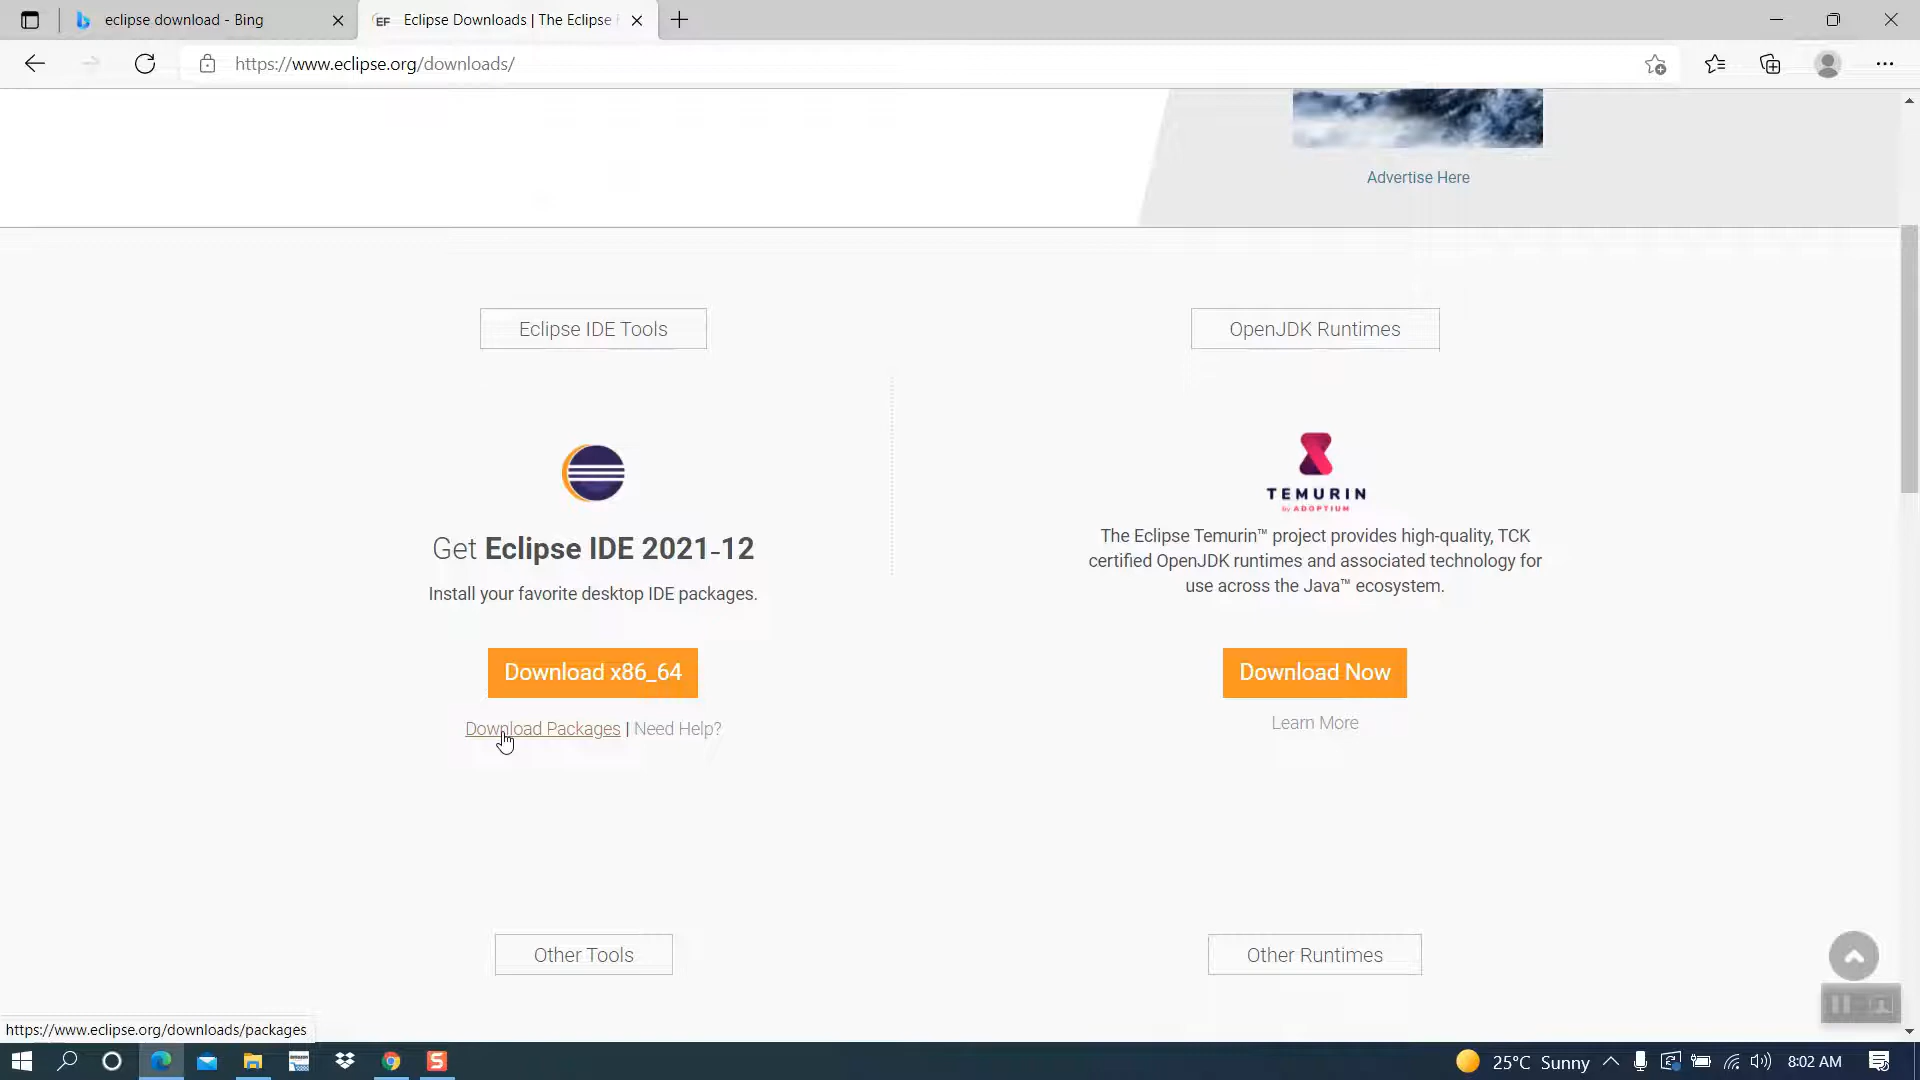 eclipse download - Bing
EF Eclipse Downloads | The Eclipse F
https://www.eclipse.org/downloads/
Advertise Here
Eclipse IDE Tools
OpenJDK Runtimes
TEMURIN
by ADOPTIUM
Get Eclipse IDE 2021-12
Install your favorite desktop IDE packages.
The Eclipse Temurin™ project provides high-quality, TCK
certified OpenJDK runtimes and associated technology for
use across the Java™ ecosystem.
Download x86_64
Download Packages | Need Help?
Download Now
Learn More
Other Tools
Other Runtimes
https://www.eclipse.org/downloads/packages
25°C Sunny
8:02 AM